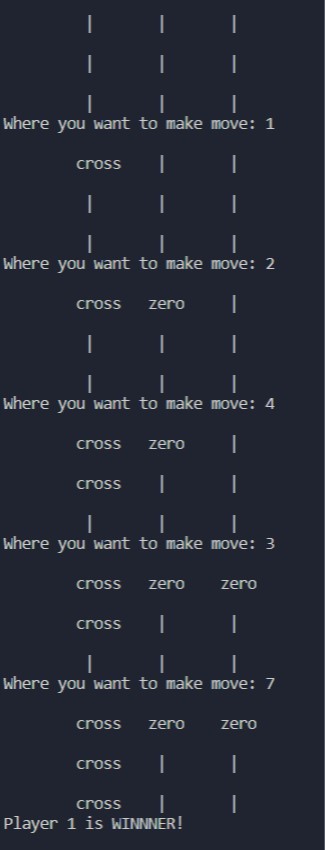 | | |
| | |
| | |
Where you want to make move: 1
cross | |
| | |
| | |
Where you want to make move: 2
cross zero |
| | |
| | |
Where you want to make move: 4
cross zero |
cross | |
| | |
Where you want to make move: 3
cross zero zero
cross | |
| | |
Where you want to make move: 7
cross zero zero
cross | |
cross | |
Player 1 is WINNNER!